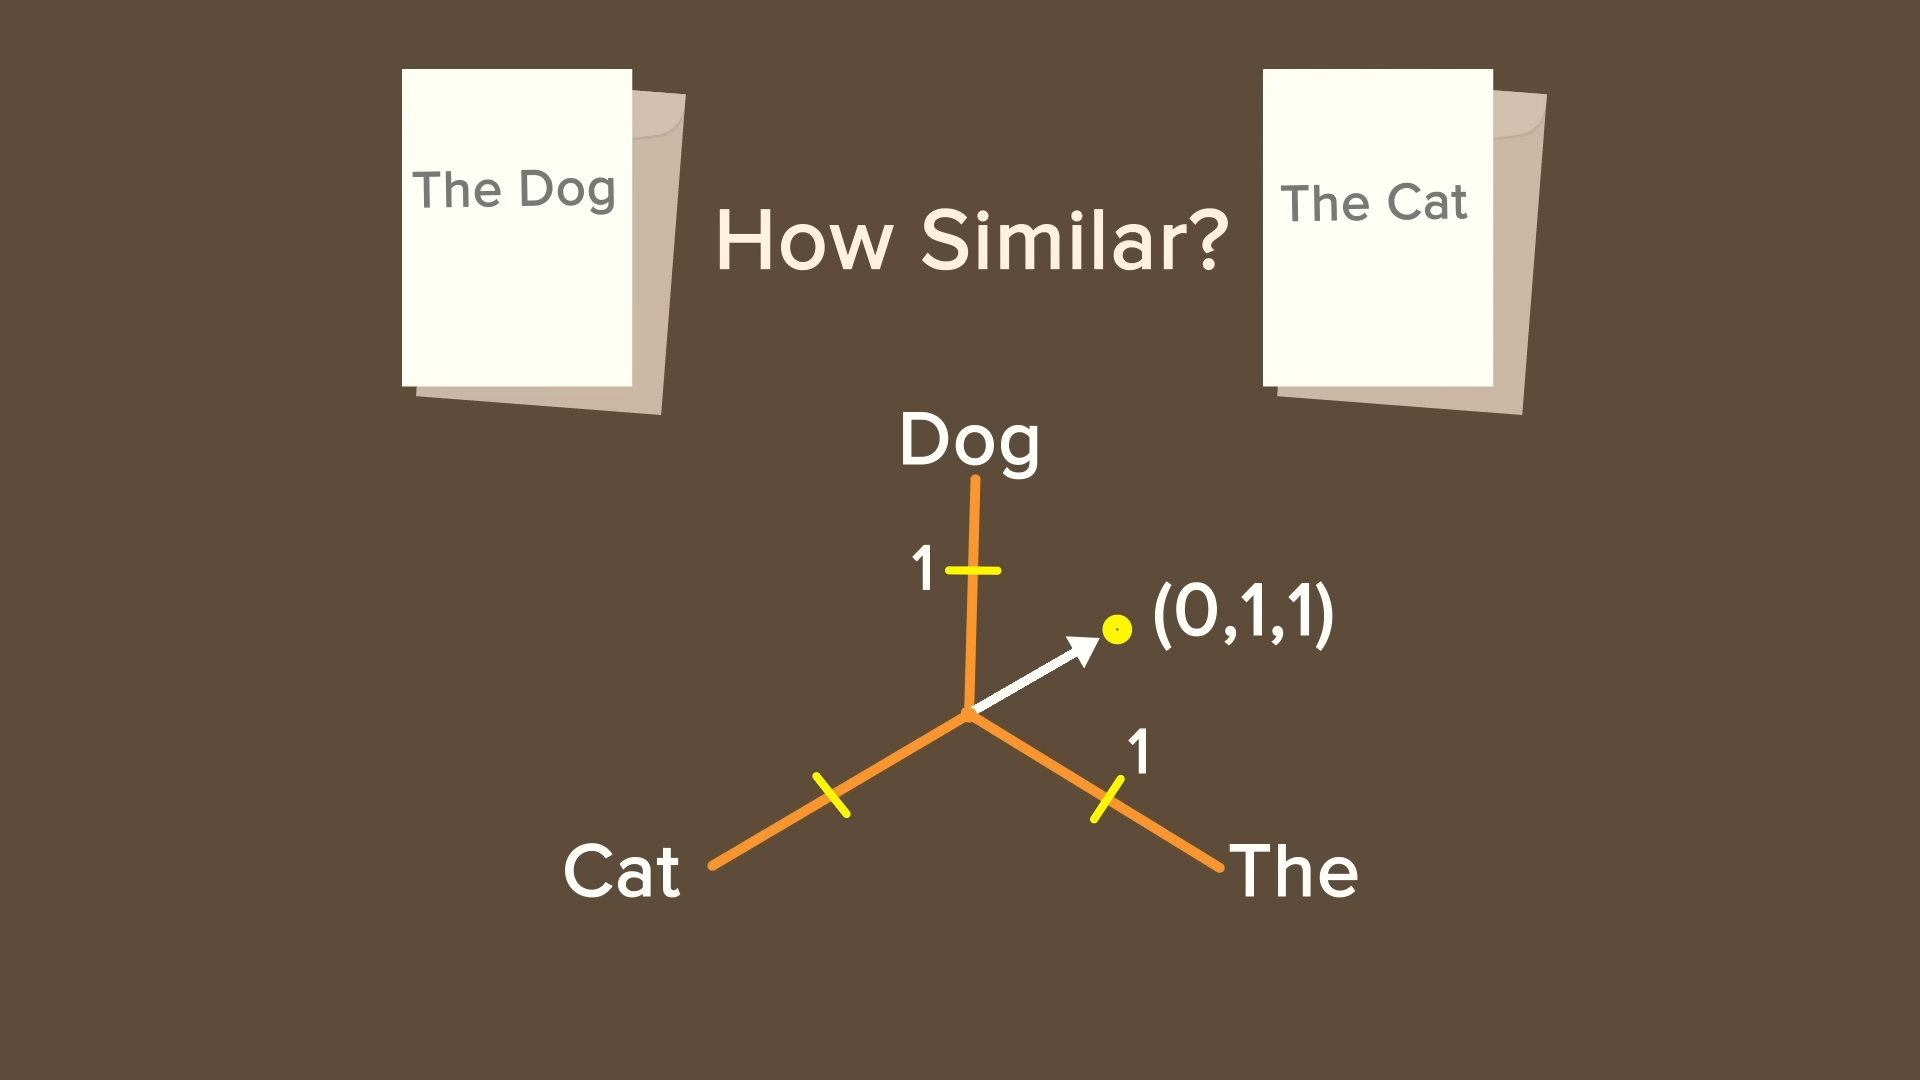 The Dog
How Similar?
The Cat
Dog
1
(0,1,1)
1
Cat
The